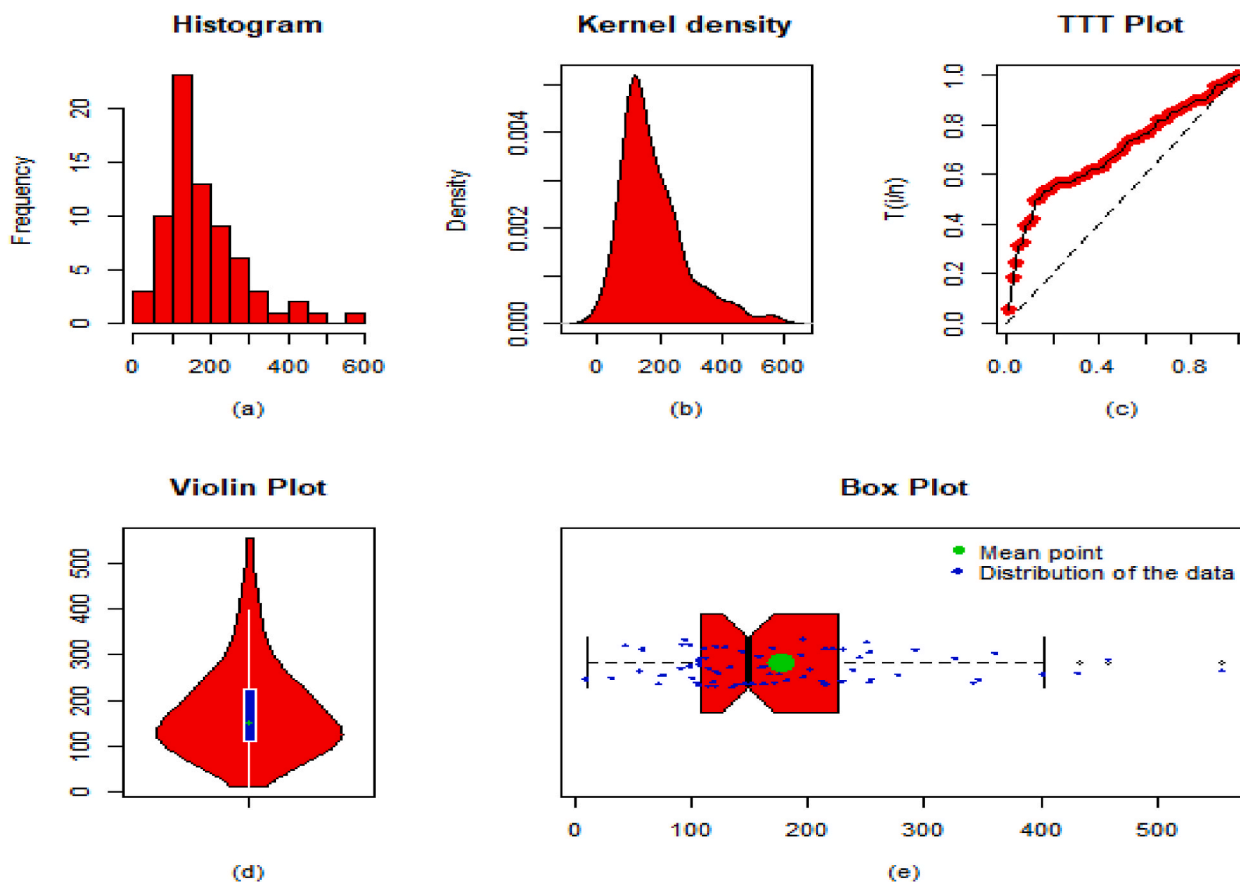 Histogram
Frequency
0 5 10 15 20
0 200 400 600
(a)
Kernel density
Density
0.000 0.002 0.004
0 200 400 600
(b)
TTT Plot
T(i/n)
0.0 0.2 0.4 0.6 0.8 1.0
0.0 0.4 0.8
(c)
Violin Plot
0 100 200 300 400 500
(d)
Box Plot
Mean point
Distribution of the data
0 100 200 300 400 500
(e)